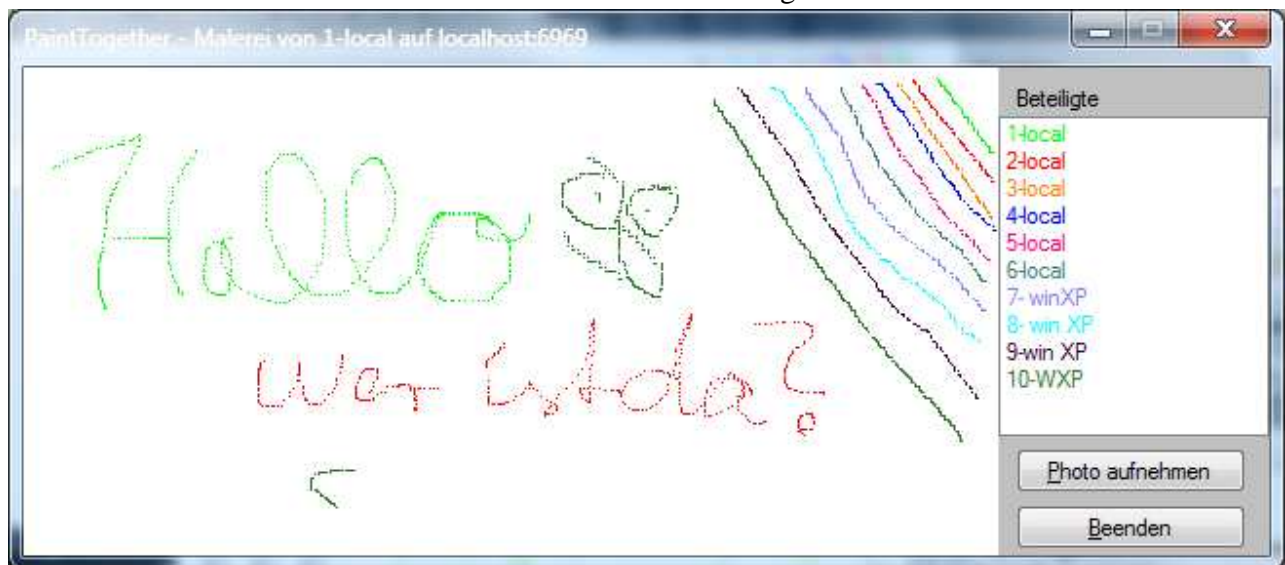 PaintTogether - Malerei von 1-local auf localhost:6969
Beteiligte
1-local
2-local
3-local
4-local
5-local
6-local
7- winXP
8- win XP
9-win XP
10-WXP
Hallo
Wer ist da?
Photo aufnehmen
Beenden